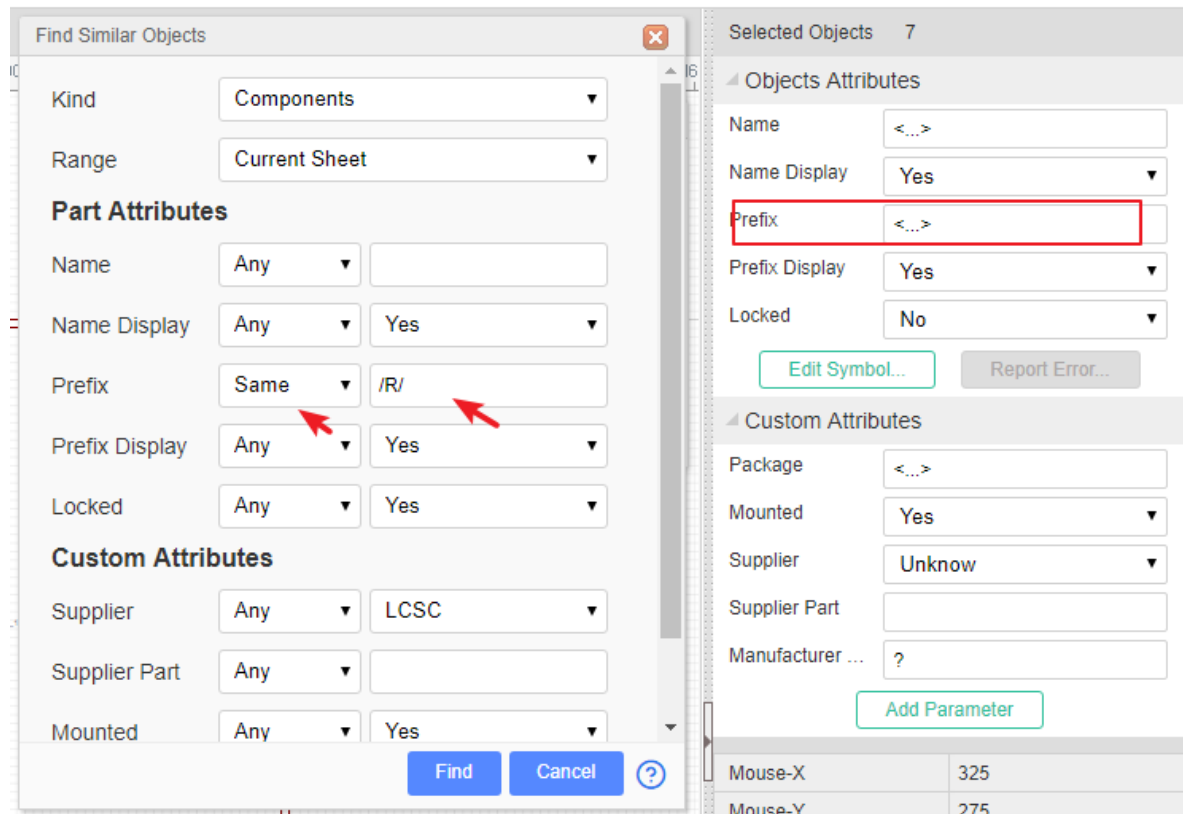 Find Similar Objects
Kind Components
Range Current Sheet
Part Attributes
Name Any
Name Display Any Yes
Prefix Same /R/
Prefix Display Any Yes
Locked Any Yes
Custom Attributes
Supplier Any LCSC
Supplier Part Any
Mounted Any Yes
Find Cancel ?
Selected Objects 7
Objects Attributes
Name <...>
Name Display Yes
Prefix <...>
Prefix Display Yes
Locked No
Edit Symbol... Report Error...
Custom Attributes
Package <...>
Mounted Yes
Supplier Unknow
Supplier Part
Manufacturer ... ?
Add Parameter
Mouse-X 325
Mouse-Y 275